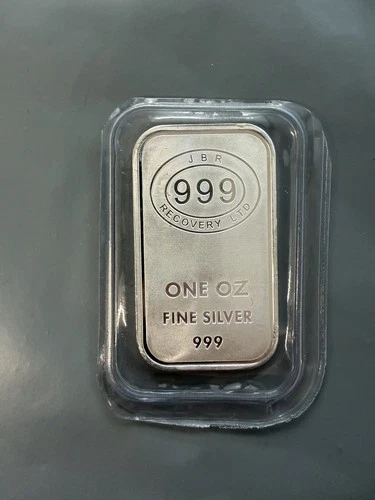 JBR
999
RECOVERY LTD
ONE OZ
FINE SILVER
999